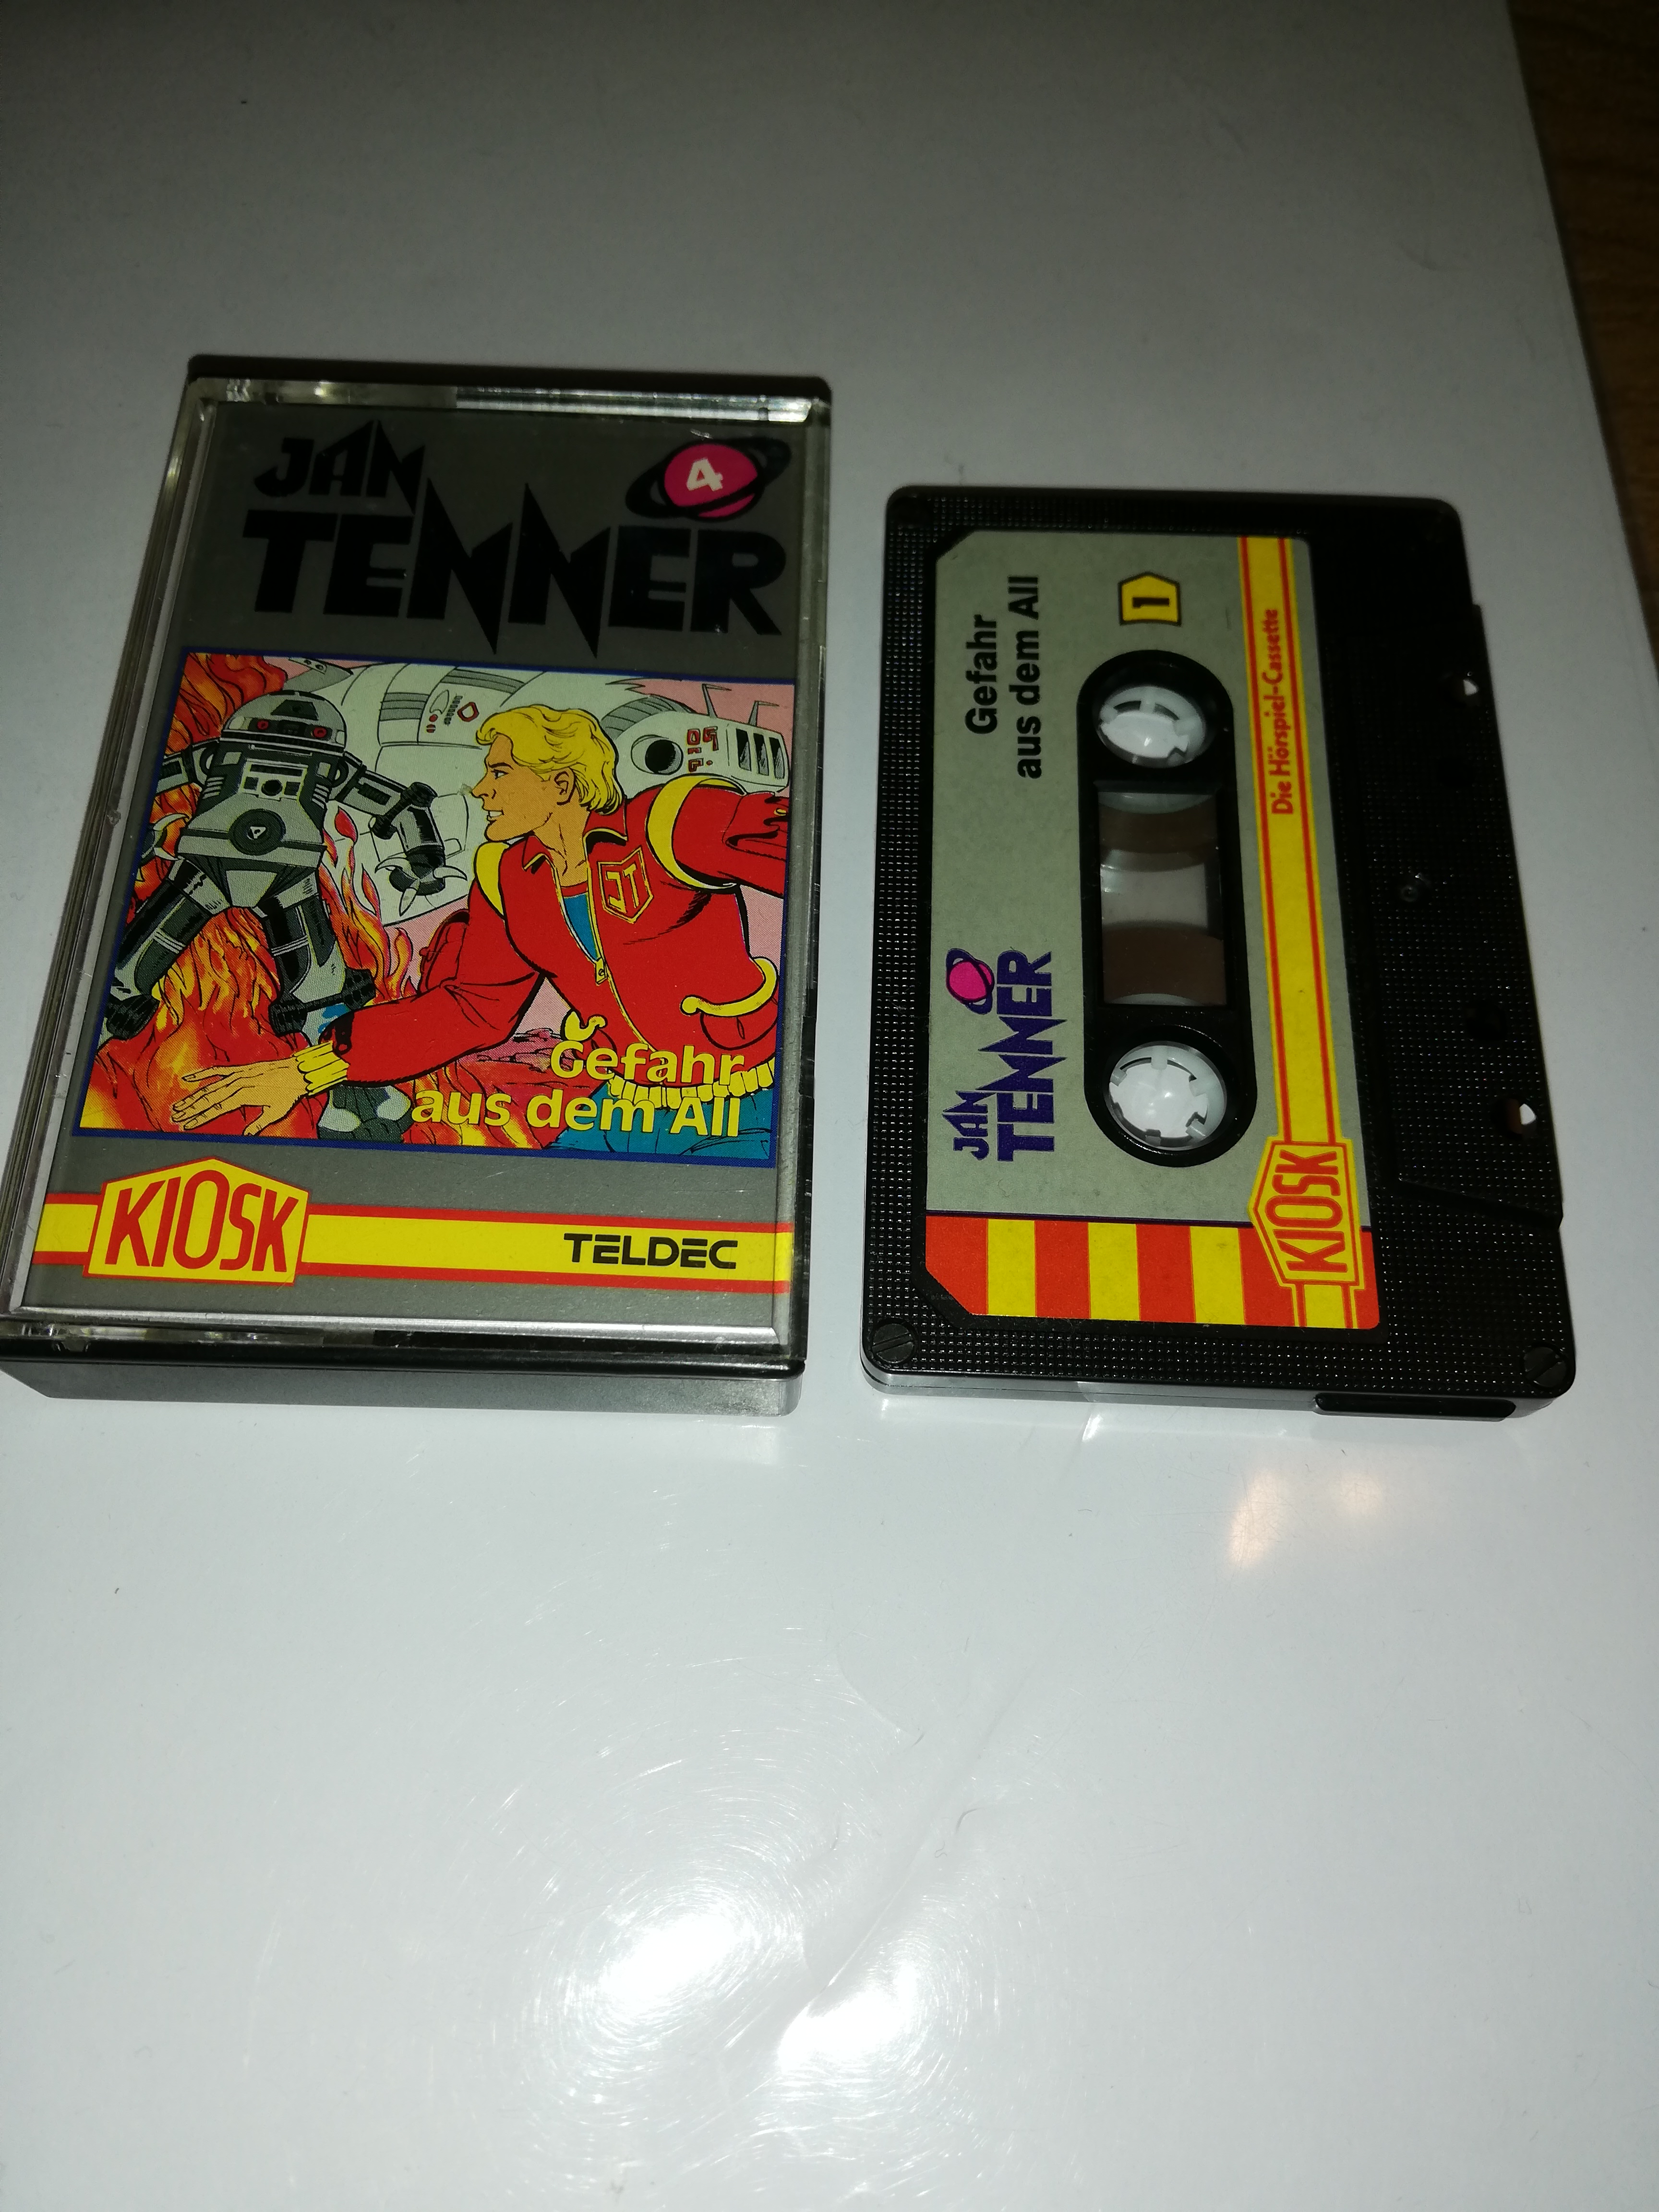 JAN
TENNER
4
JT
Gefahr
aus dem All
KIOSK
TELDEC
Gefahr
aus dem All
1
JAN
TENNER
Die Hörspiel-Cassette
KIOSK